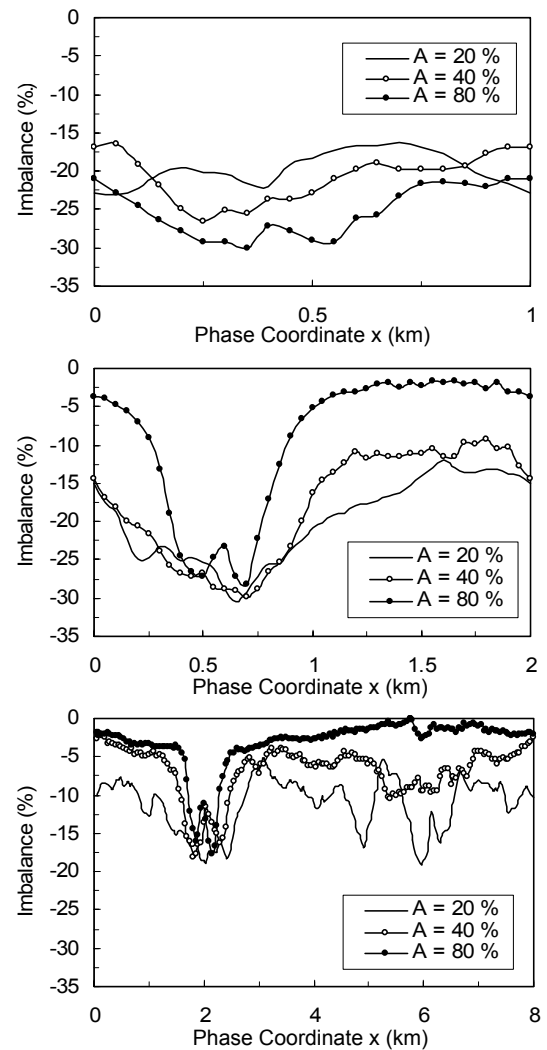 0
-5
-10
-15
-20
-25
-30
-35
Imbalance (%)
A = 20 %
A = 40 %
A = 80 %
0
0.5
1
Phase Coordinate x (km)
0
-5
-10
-15
-20
-25
-30
-35
Imbalance (%)
A = 20 %
A = 40 %
A = 80 %
0
0.5
1
1.5
2
Phase Coordinate x (km)
0
-5
-10
-15
-20
-25
-30
-35
Imbalance (%)
A = 20 %
A = 40 %
A = 80 %
0
2
4
6
8
Phase Coordinate x (km)